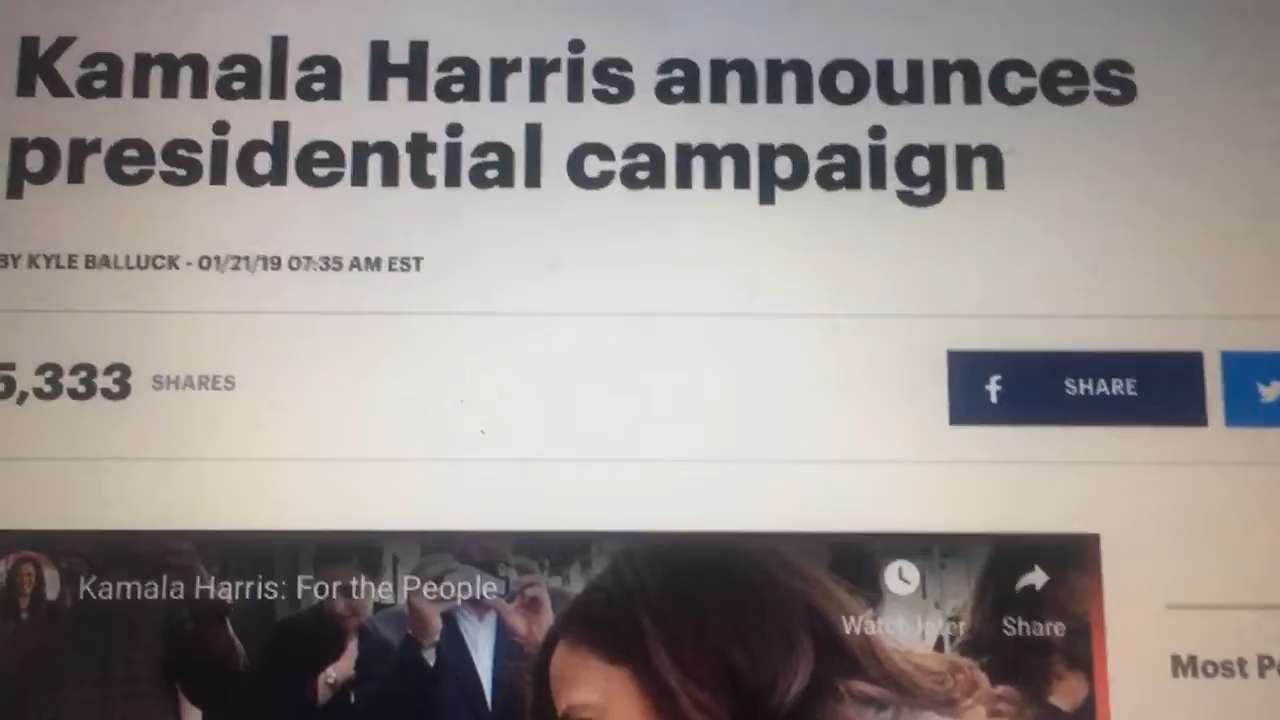 Kamala Harris announces
presidential campaign
BY KYLE BALLUCK - 01/21/19 07:35 AM EST
5,333 SHARES
f SHARE
Kamala Harris: For the People
Watch later
Share
Most